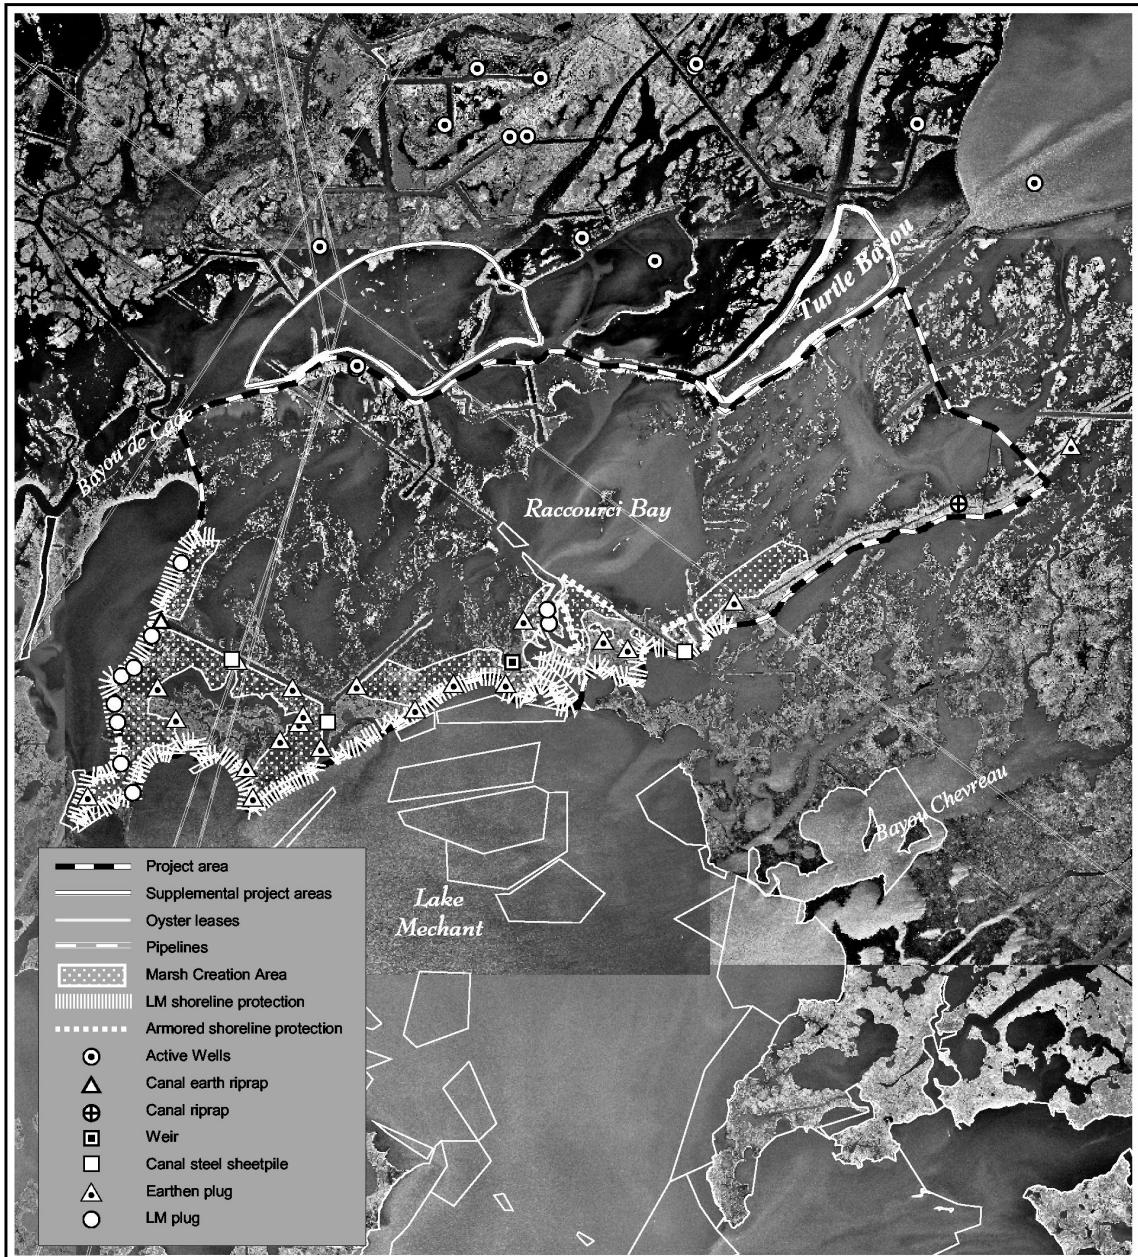 Turtle Bayou
Bayou de Cade
Raccourci Bay
Bayou Chevreau
Lake
Mechant
Project area
Supplemental project areas
Oyster leases
Pipelines
Marsh Creation Area
LM shoreline protection
Armored shoreline protection
Active Wells
Canal earth riprap
Canal riprap
Weir
Canal steel sheetpile
Earthen plug
LM plug